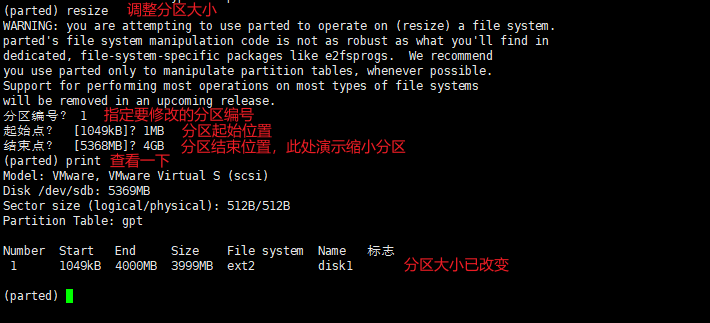 (parted) resize 调整分区大小
WARNING: you are attempting to use parted to operate on (resize) a file system.
parted's file system manipulation code is not as robust as what you'll find in
dedicated, file-system-specific packages like e2fsprogs.  We recommend
you use parted only to manipulate partition tables, whenever possible.
Support for performing most operations on most types of file systems
will be removed in an upcoming release.
分区编号？ 1 指定要修改的分区编号
起始点？ [1049kB]? 1MB 分区起始位置
结束点？ [5368MB]? 4GB 分区结束位置，此处演示缩小分区
(parted) print 查看一下
Model: VMware, VMware Virtual S (scsi)
Disk /dev/sdb: 5369MB
Sector size (logical/physical): 512B/512B
Partition Table: gpt
Number  Start   End     Size    File system  Name   标志
1      1049kB  4000MB  3999MB  ext2         disk1 分区大小已改变
(parted)